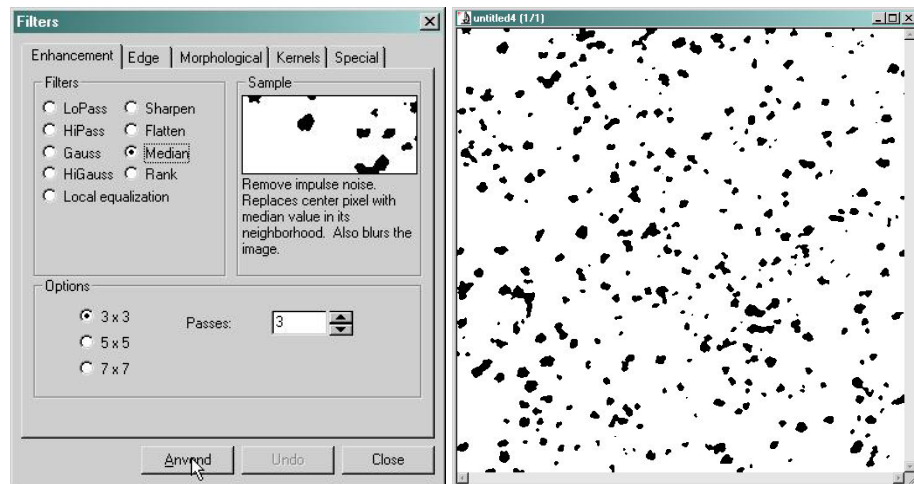 Filters
Enhancement Edge Morphological Kernels Special
Filters
LoPass Sharpen
HiPass Flatten
Gauss Median
HiGauss Rank
Local equalization
Sample
Remove impulse noise.
Replaces center pixel with
median value in its
neighborhood. Also blurs the
image.
Options
3 x 3
5 x 5
7 x 7
Passes: 3
Anvend Undo Close
untitled4 (1/1)